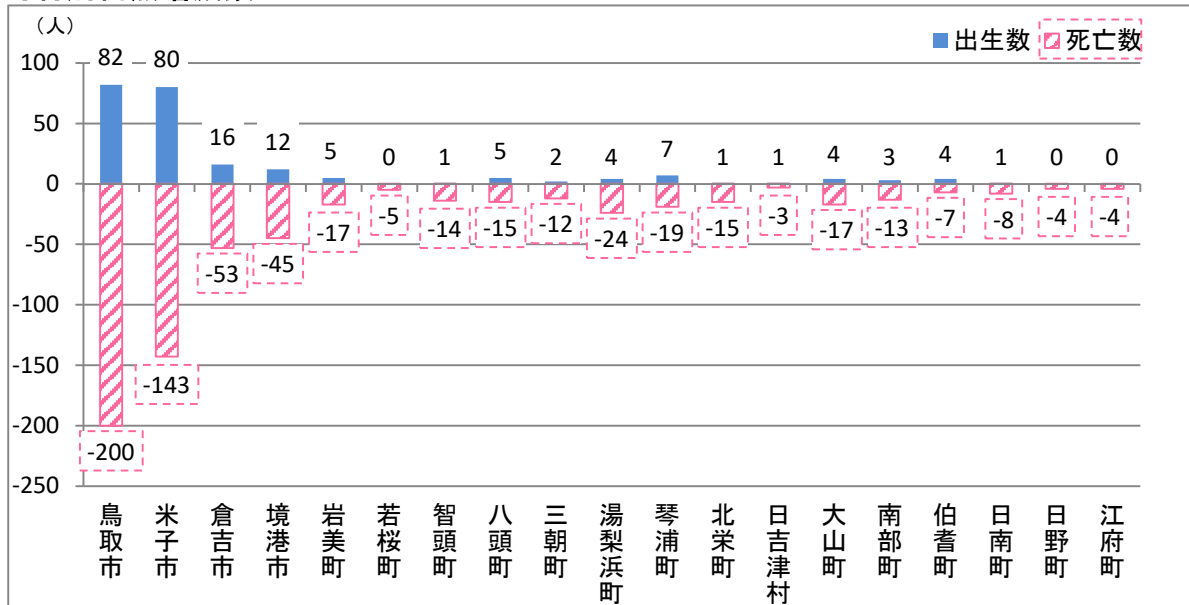 （人）
出生数 死亡数
100
50
0
-50
-100
-150
-200
-250
82 80 16 12 5 0 1 5 2 4 7 1 1 4 3 4 1 0 0
-200 -143 -53 -45 -17 -5 -14 -15 -12 -24 -19 -15 -3 -17 -13 -7 -8 -4 -4
鳥取市
米子市
倉吉市
境港市
岩美町
若桜町
智頭町
八頭町
三朝町
湯梨浜町
琴浦町
北栄町
日吉津村
大山町
南部町
伯耆町
日南町
日野町
江府町